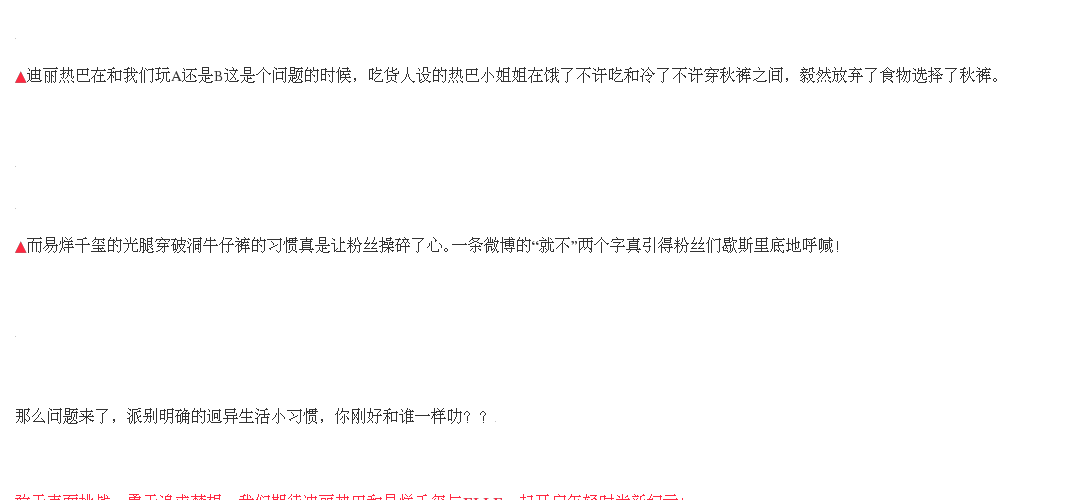 ▲迪丽热巴在和我们玩A还是B这是个问题的时候，吃货人设的热巴小姐姐在饿了不许吃和冷了不许穿秋裤之间，毅然放弃了食物选择了秋裤。
▲而易烊千玺的光腿穿破洞牛仔裤的习惯真是让粉丝操碎了心。一条微博的“就不”两个字真引得粉丝们歇斯里底地呼喊！
那么问题来了，派别明确的迥异生活小习惯，你刚好和谁一样叻？？